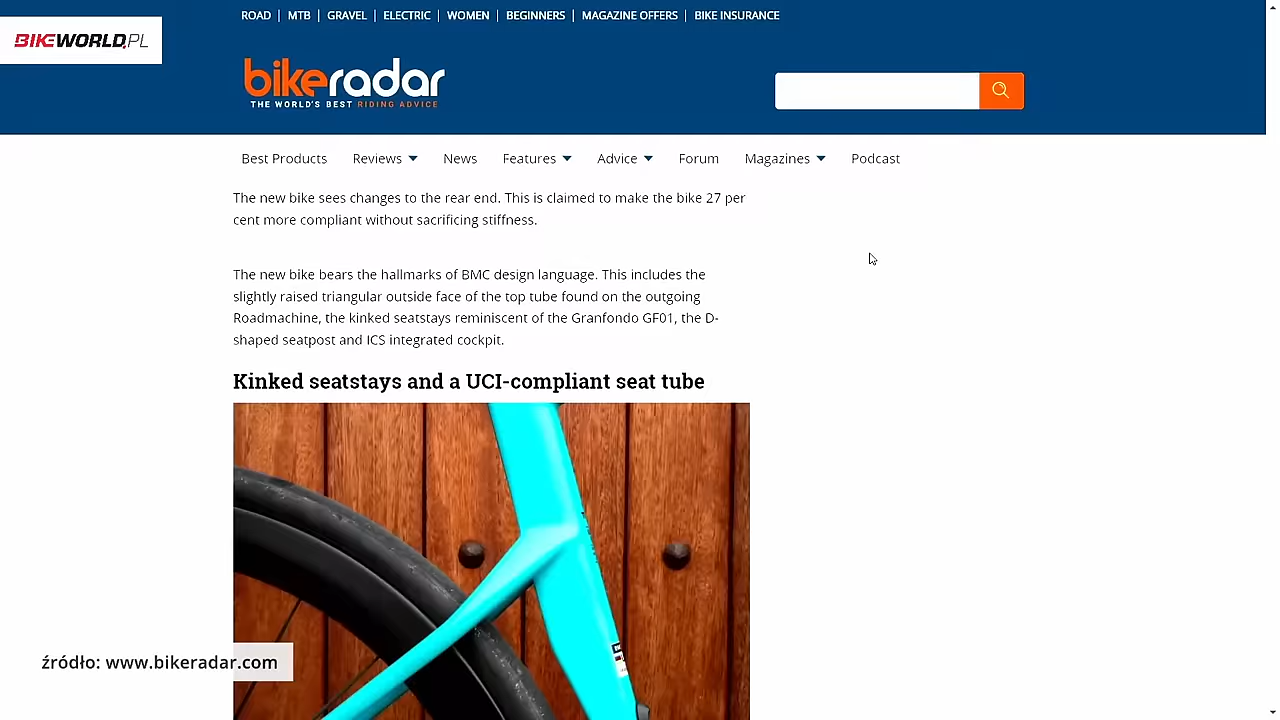 ROAD | MTB | GRAVEL | ELECTRIC | WOMEN | BEGINNERS | MAGAZINE OFFERS | BIKE INSURANCE
BIKEWORLD.PL
bikeradar
THE WORLD'S BEST RIDING ADVICE
Best Products Reviews News Features Advice Forum Magazines Podcast
The new bike sees changes to the rear end. This is claimed to make the bike 27 per
cent more compliant without sacrificing stiffness.
The new bike bears the hallmarks of BMC design language. This includes the
slightly raised triangular outside face of the top tube found on the outgoing
Roadmachine, the kinked seatstays reminiscent of the Granfondo GF01, the D-
shaped seatpost and ICS integrated cockpit.
Kinked seatstays and a UCI-compliant seat tube
źródło: www.bikeradar.com